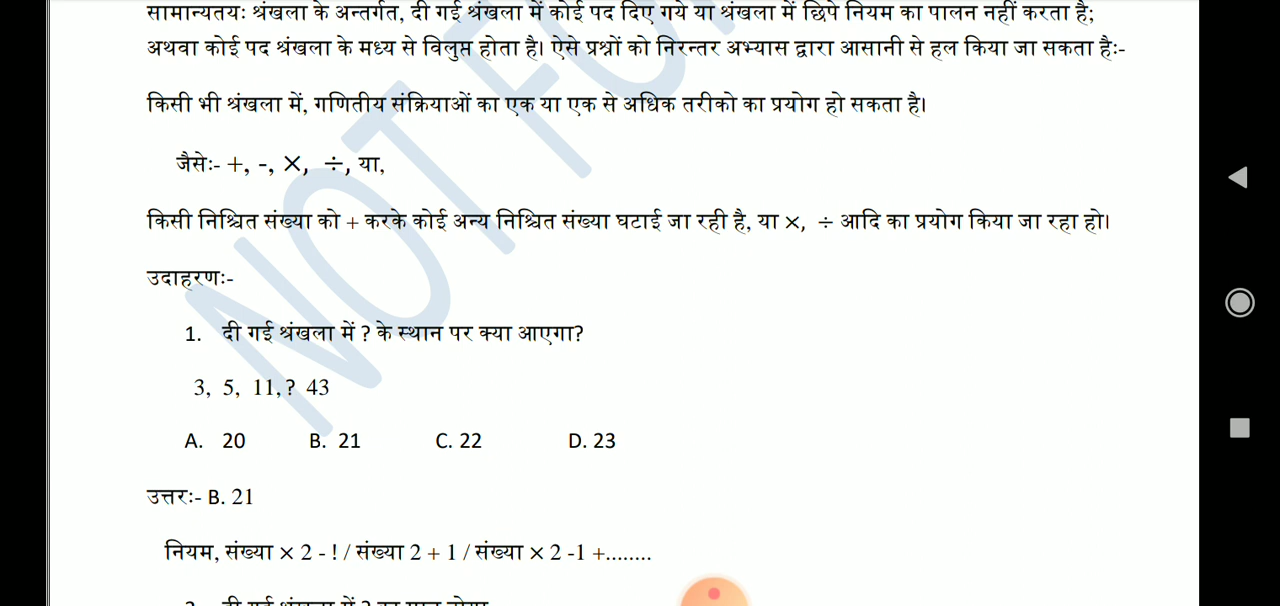 सामान्यतयः श्रंखला के अन्तर्गत, दी गई श्रंखला में कोई पद दिए गये या श्रंखला में छिपे नियम का पालन नहीं करता है;
अथवा कोई पद श्रंखला के मध्य से विलुप्त होता है। ऐसे प्रश्नों को निरन्तर अभ्यास द्वारा आसानी से हल किया जा सकता हैः-
किसी भी श्रंखला में, गणितीय संक्रियाओं का एक या एक से अधिक तरीको का प्रयोग हो सकता है।
जैसेः- +, -, ×, ÷, या,
किसी निश्चित संख्या को + करके कोई अन्य निश्चित संख्या घटाई जा रही है, या ×, ÷ आदि का प्रयोग किया जा रहा हो।
उदाहरणः-
1. दी गई श्रंखला में ? के स्थान पर क्या आएगा?
3, 5, 11, ? 43
A. 20 B. 21 C. 22 D. 23
उत्तरः- B. 21
नियम, संख्या × 2 - ! / संख्या 2 + 1 / संख्या × 2 -1 +........
NOT FO